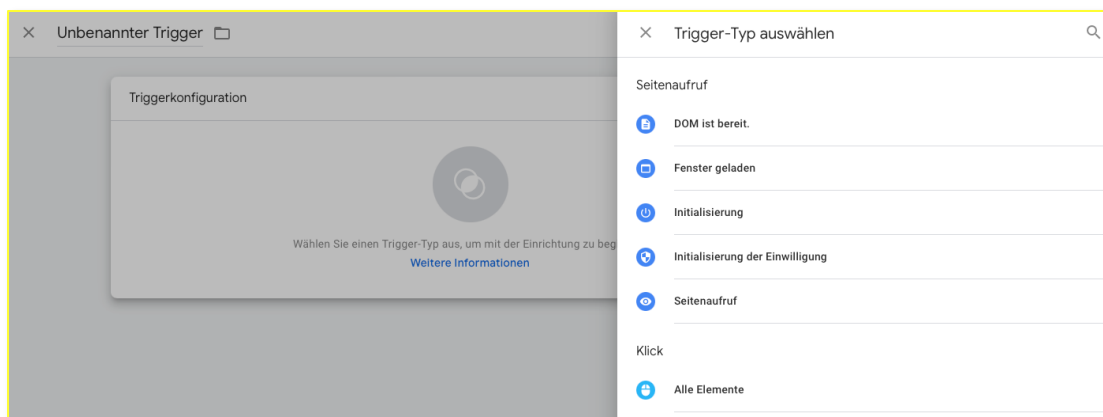 Unbenannter Trigger
Triggerkonfiguration
Wählen Sie einen Trigger-Typ aus, um mit der Einrichtung zu beg
Weitere Informationen
Trigger-Typ auswählen
Seitenaufruf
DOM ist bereit.
Fenster geladen
Initialisierung
Initialisierung der Einwilligung
Seitenaufruf
Klick
Alle Elemente